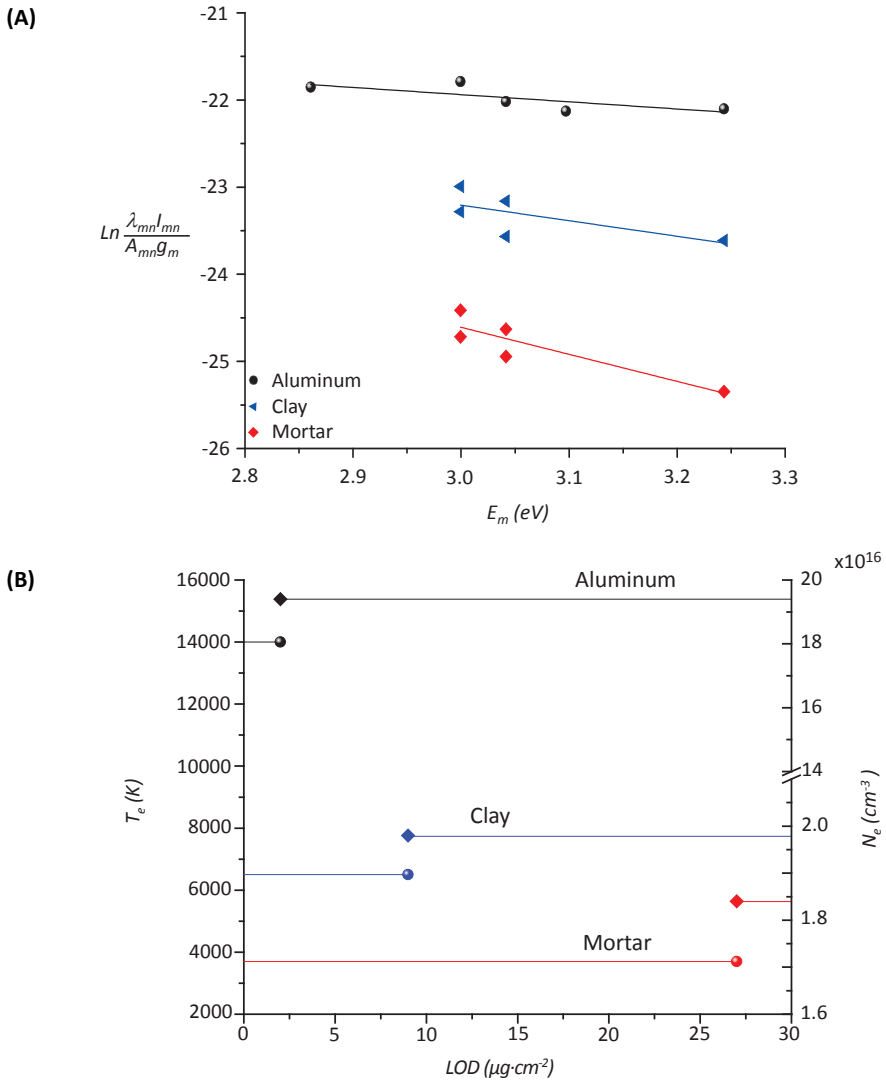 (A)
-21
-22
-23
-24
-25
-26
Ln λmnImn
Amngm
Aluminum
Clay
Mortar
2.8 2.9 3.0 3.1 3.2 3.3
Em (eV)
(B)
x10^16
16000
14000
12000
10000
8000
6000
4000
2000
Te (K)
Aluminum
Clay
Mortar
20
18
16
14
2.0
1.8
1.6
Ne (cm-3)
0 5 10 15 20 25 30
LOD (μg·cm-2)